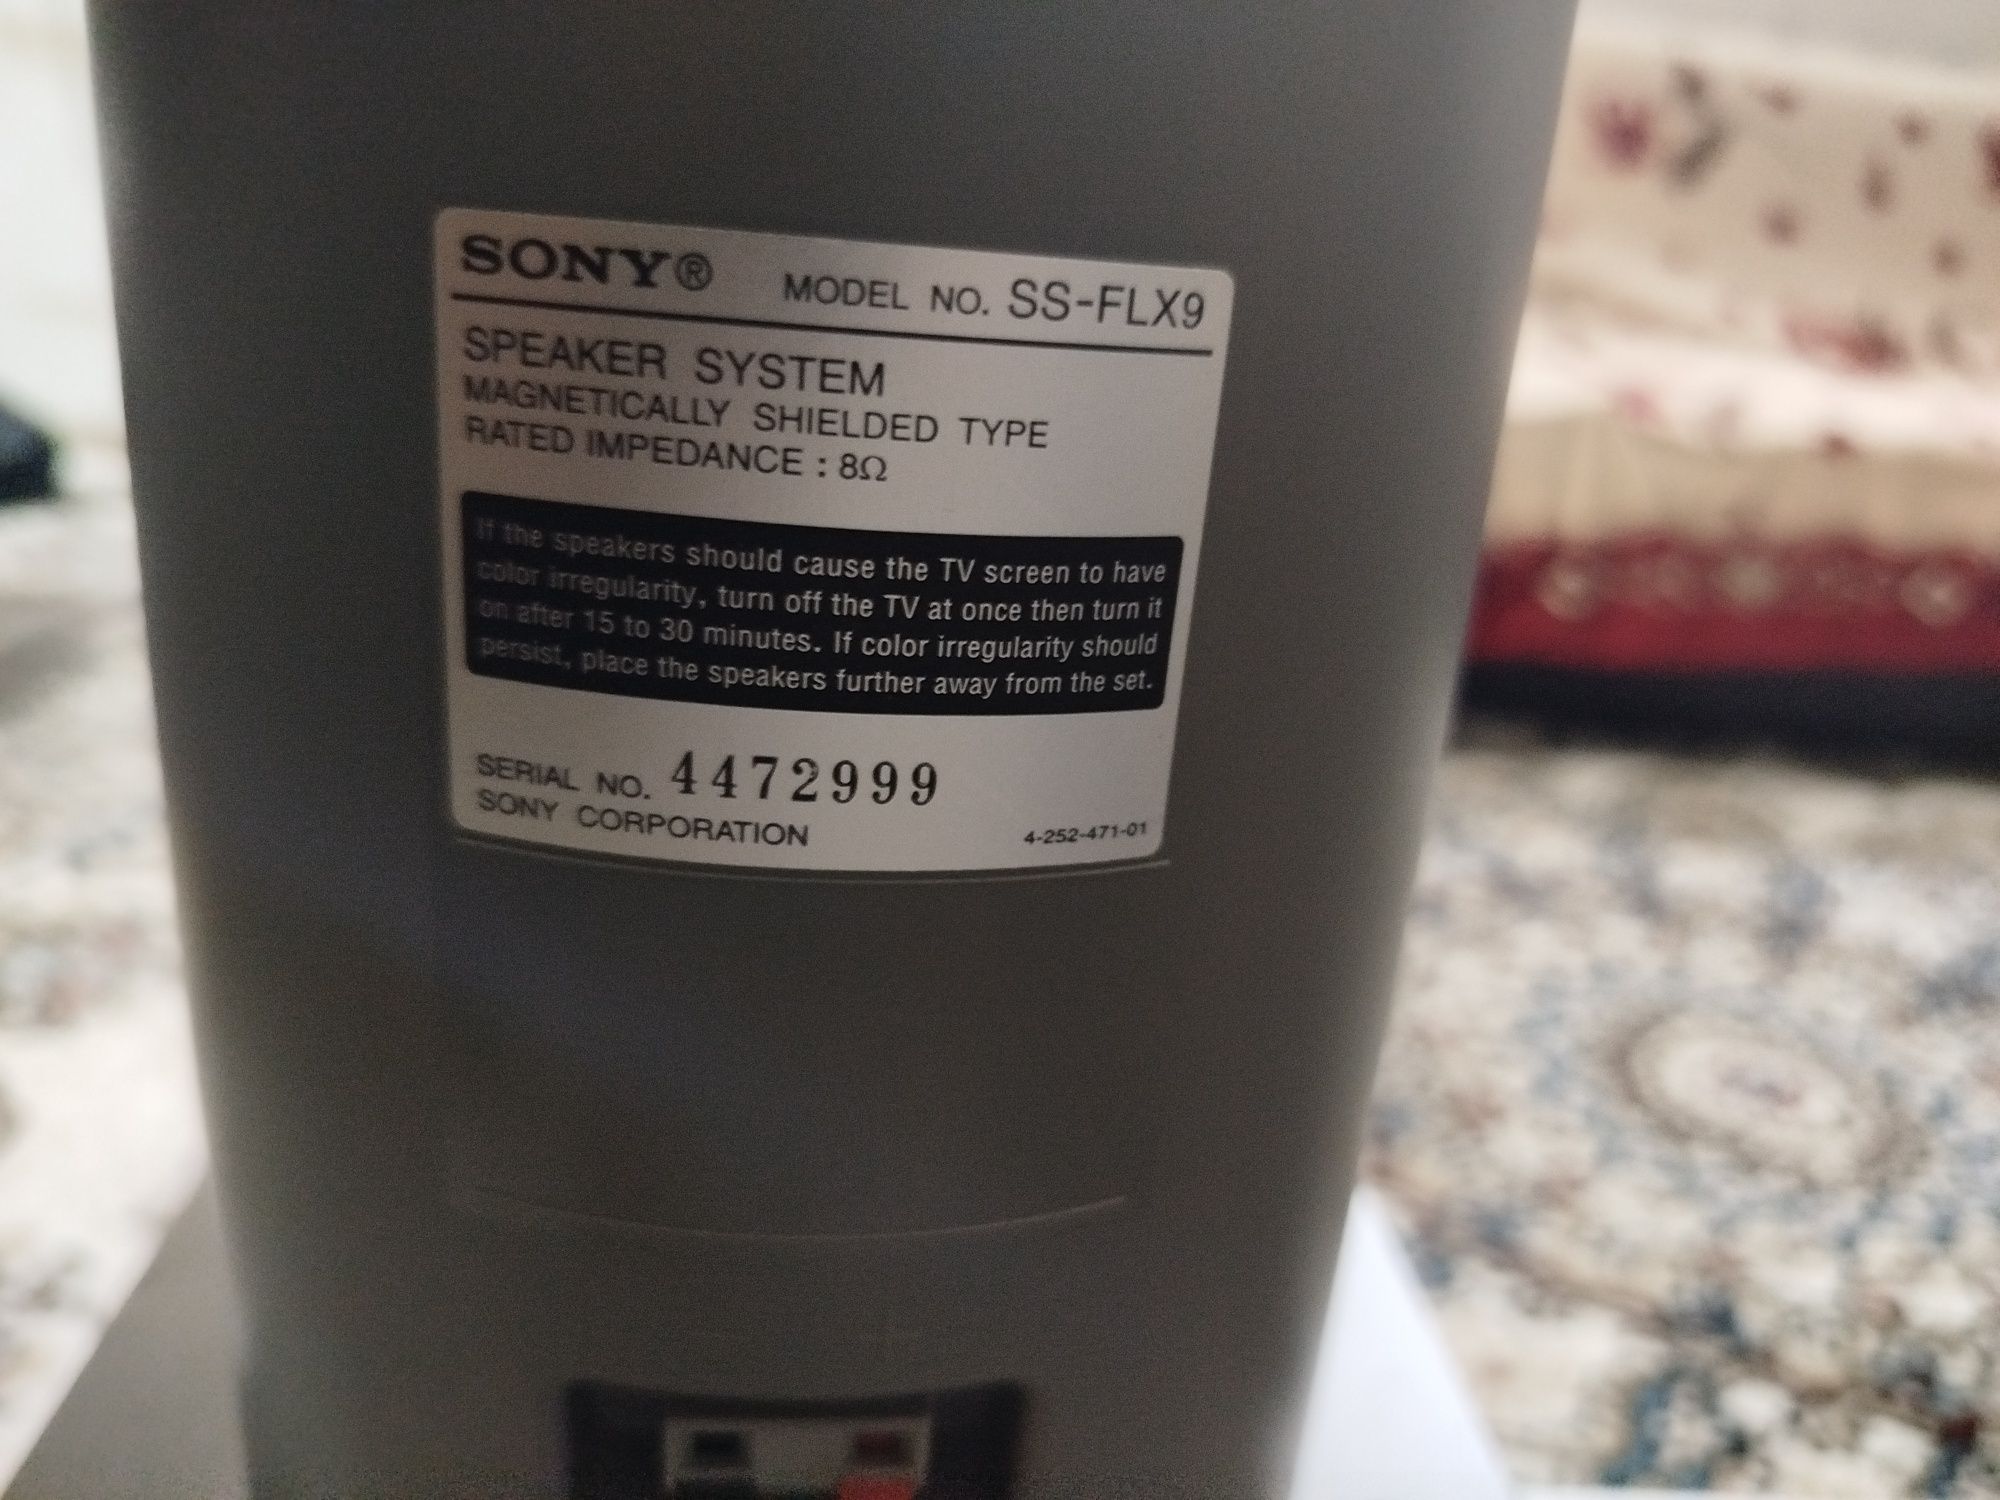 SONY® MODEL NO. SS-FLX9
SPEAKER SYSTEM
MAGNETICALLY SHIELDED TYPE
RATED IMPEDANCE : 8Ω
If the speakers should cause the TV screen to have
color irregularity, turn off the TV at once then turn it
on after 15 to 30 minutes. If color irregularity should
persist, place the speakers further away from the set.
SERIAL NO. 4472999
SONY CORPORATION 4-252-471-01